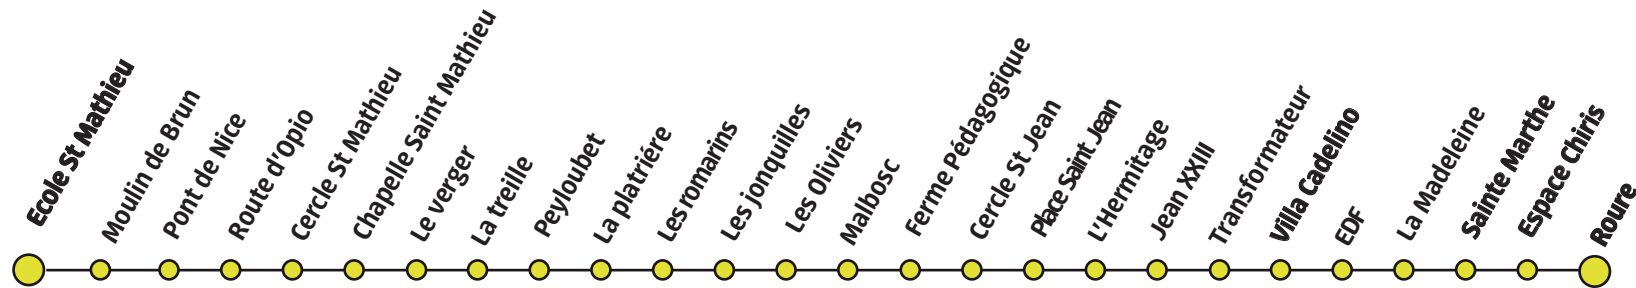 Ecole St Mathieu
Moulin de Brun
Pont de Nice
Route d'Opio
Cercle St Mathieu
Chapelle Saint Mathieu
Le verger
La treille
Peyloubet
La platriére
Les romarins
Les jonquilles
Les Oliviers
Malbosc
Ferme Pédagogique
Cercle St Jean
Place Saint Jean
L'Hermitage
Jean XXIII
Transformateur
Villa Cadelino
EDF
La Madeleine
Sainte Marthe
Espace Chiris
Roure